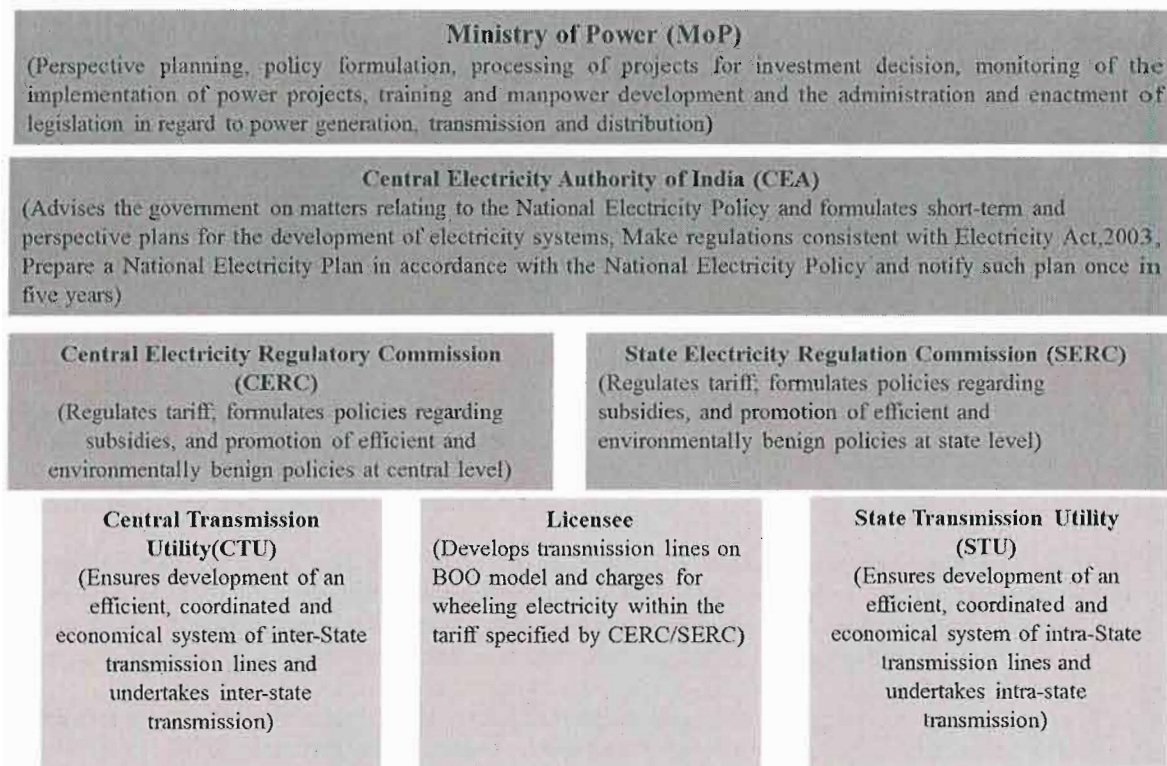 Ministry of Power (MoP)
(Perspective planning, policy formulation, processing of projects for investment decision, monitoring of the
implementation of power projects, training and manpower development and the administration and enactment of
legislation in regard to power generation, transmission and distribution)
Central Electricity Authority of India (CEA)
(Advises the government on matters relating to the National Electricity Policy and formulates short-term and
perspective plans for the development of electricity systems, Make regulations consistent with Electricity Act,2003,
Prepare a National Electricity Plan in accordance with the National Electricity Policy and notify such plan once in
five years)
Central Electricity Regulatory Commission
(CERC)
(Regulates tariff, formulates policies regarding
subsidies, and promotion of efficient and
environmentally benign policies at central level)
State Electricity Regulation Commission (SERC)
(Regulates tariff, formulates policies regarding
subsidies, and promotion of efficient and
environmentally benign policies at state level)
Central Transmission
Utility(CTU)
(Ensures development of an
efficient, coordinated and
economical system of inter-State
transmission lines and
undertakes inter-state
transmission)
Licensee
(Develops transmission lines on
BOO model and charges for
wheeling electricity within the
tariff specified by CERC/SERC)
State Transmission Utility
(STU)
(Ensures development of an
efficient, coordinated and
economical system of intra-State
transmission lines and
undertakes intra-state
transmission)